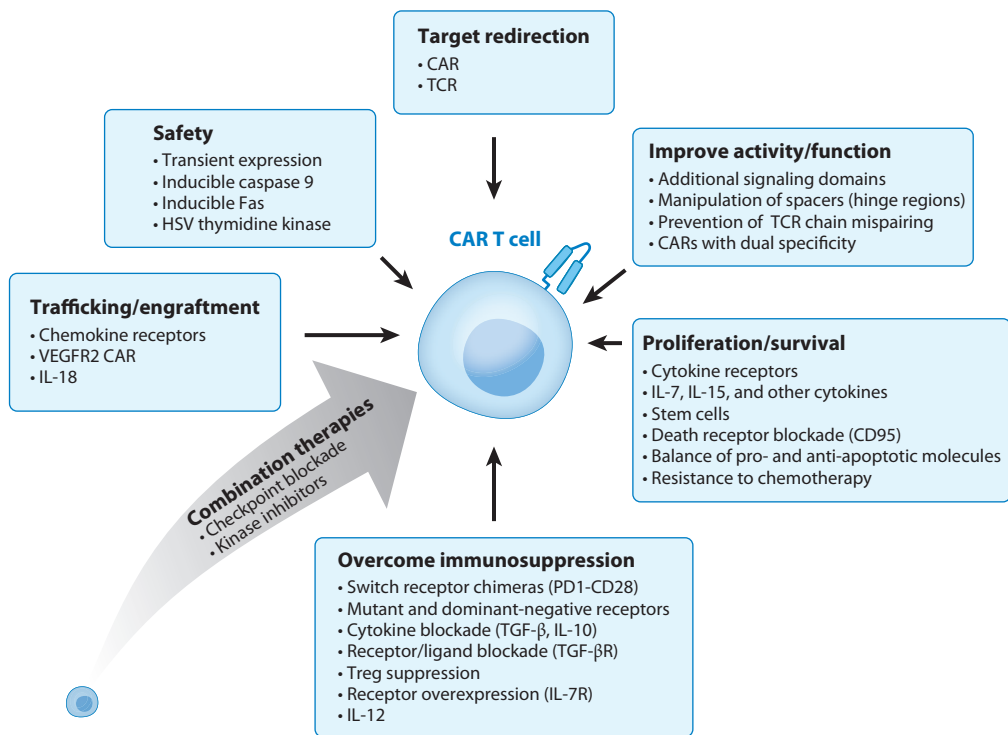 Target redirection
• CAR
• TCR
Safety
• Transient expression
• Inducible caspase 9
• Inducible Fas
• HSV thymidine kinase
Improve activity/function
• Additional signaling domains
• Manipulation of spacers (hinge regions)
• Prevention of TCR chain mispairing
• CARs with dual specificity
CAR T cell
Trafficking/engraftment
• Chemokine receptors
• VEGFR2 CAR
• IL-18
Proliferation/survival
• Cytokine receptors
• IL-7, IL-15, and other cytokines
• Stem cells
• Death receptor blockade (CD95)
• Balance of pro- and anti-apoptotic molecules
• Resistance to chemotherapy
Combination therapies
• Checkpoint blockade
• Kinase inhibitors
Overcome immunosuppression
• Switch receptor chimeras (PD1-CD28)
• Mutant and dominant-negative receptors
• Cytokine blockade (TGF-β, IL-10)
• Receptor/ligand blockade (TGF-βR)
• Treg suppression
• Receptor overexpression (IL-7R)
• IL-12